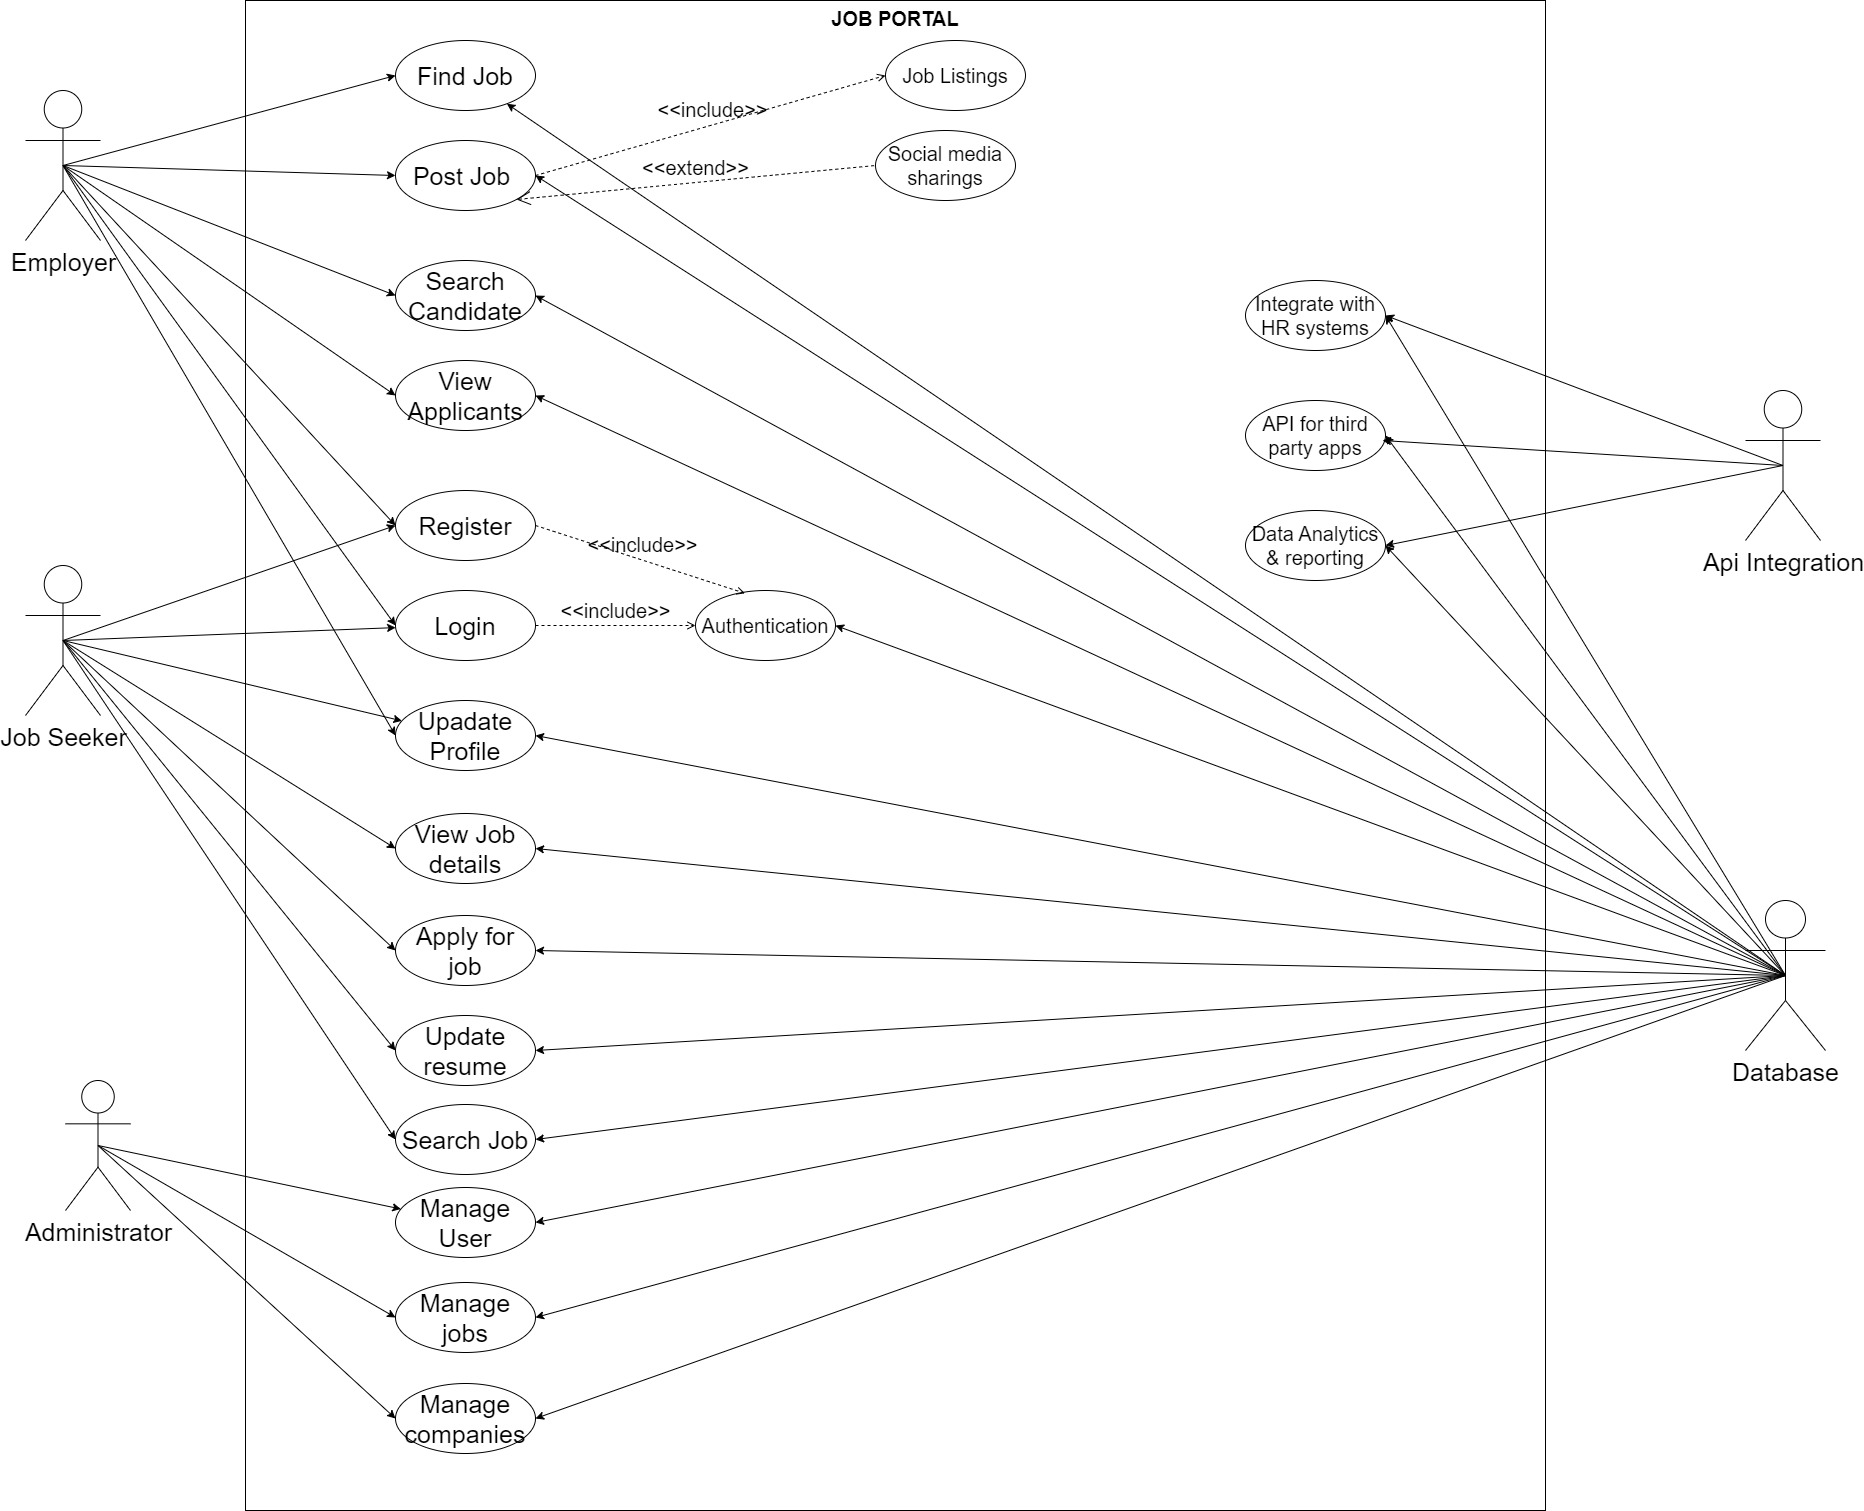 JOB PORTAL
Find Job
Job Listings
<<include>>
Post Job
<<extend>>
Social media
sharings
Employer
Search
Candidate
Integrate with
HR systems
View
Applicants
API for third
party apps
Register
<<include>>
Data Analytics
& reporting
Api Integration
Login
<<include>>
Authentication
Job Seeker
Upadate
Profile
View Job
details
Apply for
job
Update
resume
Database
Search Job
Administrator
Manage
User
Manage
jobs
Manage
companies